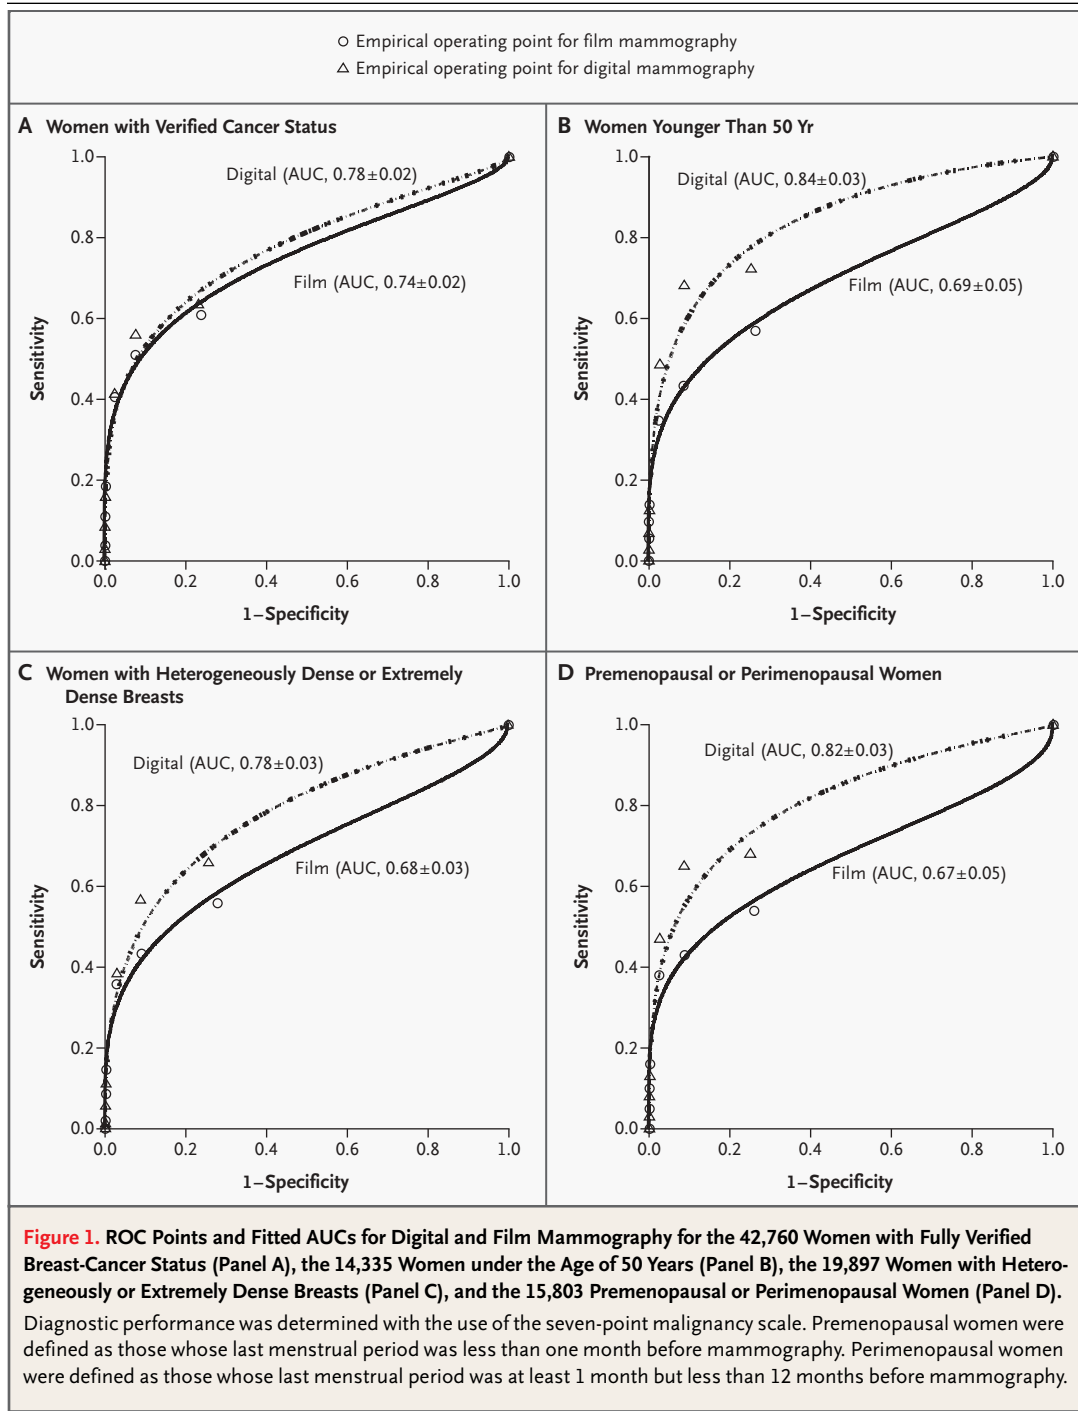 ○ Empirical operating point for film mammography
△ Empirical operating point for digital mammography
A Women with Verified Cancer Status
1.0
0.8
0.6
0.4
0.2
0.0
Sensitivity
Digital (AUC, 0.78±0.02)
Film (AUC, 0.74±0.02)
0.0 0.2 0.4 0.6 0.8 1.0
1–Specificity
B Women Younger Than 50 Yr
1.0
0.8
0.6
0.4
0.2
0.0
Sensitivity
Digital (AUC, 0.84±0.03)
Film (AUC, 0.69±0.05)
0.0 0.2 0.4 0.6 0.8 1.0
1–Specificity
C Women with Heterogeneously Dense or Extremely
Dense Breasts
1.0
0.8
0.6
0.4
0.2
0.0
Sensitivity
Digital (AUC, 0.78±0.03)
Film (AUC, 0.68±0.03)
0.0 0.2 0.4 0.6 0.8 1.0
1–Specificity
D Premenopausal or Perimenopausal Women
1.0
0.8
0.6
0.4
0.2
0.0
Sensitivity
Digital (AUC, 0.82±0.03)
Film (AUC, 0.67±0.05)
0.0 0.2 0.4 0.6 0.8 1.0
1–Specificity
Figure 1. ROC Points and Fitted AUCs for Digital and Film Mammography for the 42,760 Women with Fully Verified
Breast-Cancer Status (Panel A), the 14,335 Women under the Age of 50 Years (Panel B), the 19,897 Women with Hetero-
geneously or Extremely Dense Breasts (Panel C), and the 15,803 Premenopausal or Perimenopausal Women (Panel D).
Diagnostic performance was determined with the use of the seven-point malignancy scale. Premenopausal women were
defined as those whose last menstrual period was less than one month before mammography. Perimenopausal women
were defined as those whose last menstrual period was at least 1 month but less than 12 months before mammography.